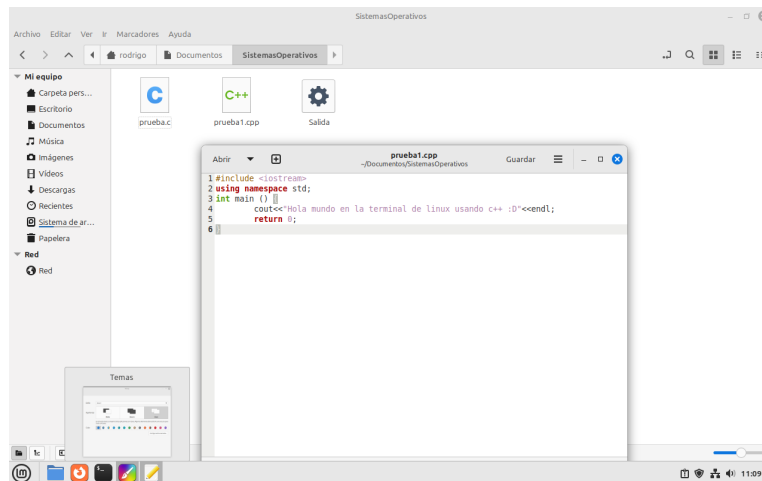 SistemasOperativos
Archivo Editar Ver Ir Marcadores Ayuda
rodrigo Documentos SistemasOperativos
Mi equipo
Carpeta pers...
Escritorio
Documentos
Música
Imágenes
Vídeos
Descargas
Recientes
Sistema de ar...
Papelera
Red
Red
prueba.c prueba1.cpp Salida
Abrir prueba1.cpp Guardar
~/Documentos/SistemasOperativos
1 #include <iostream>
2 using namespace std;
3 int main () {
4 cout<<"Hola mundo en la terminal de linux usando c++ :D"<<endl;
5 return 0;
6 }
Temas
11:09